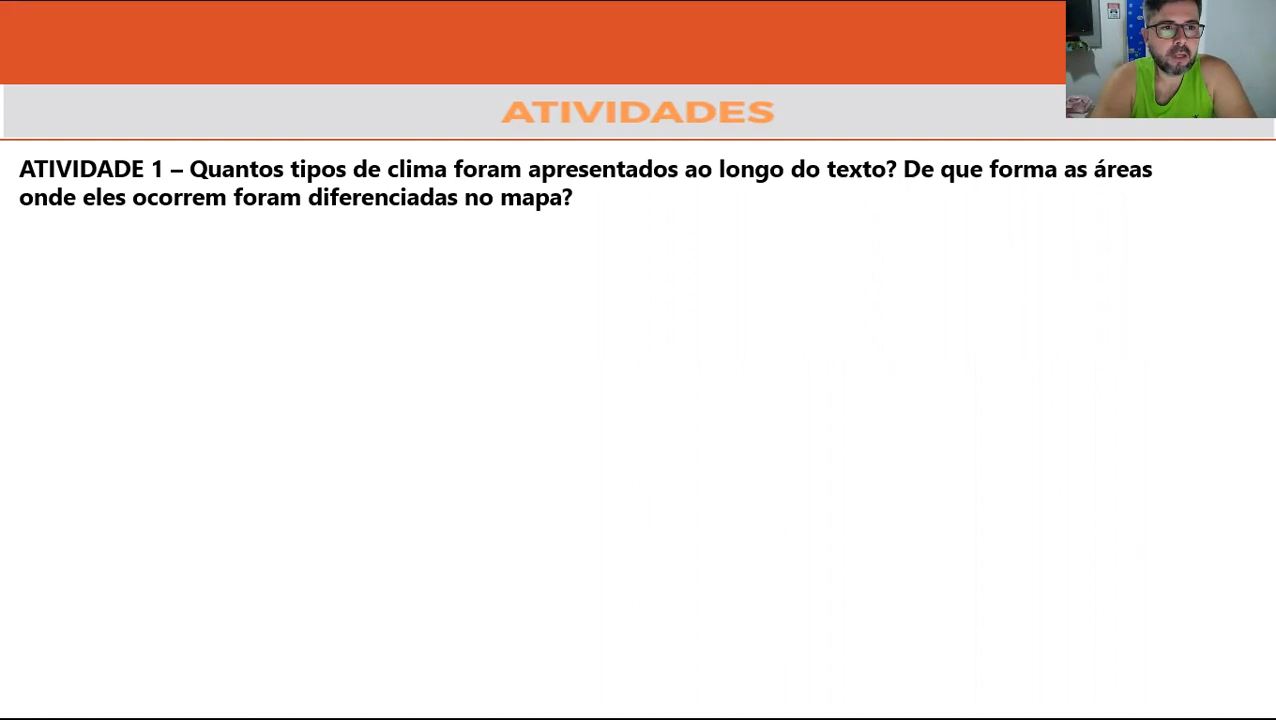 ATIVIDADES
ATIVIDADE 1 – Quantos tipos de clima foram apresentados ao longo do texto? De que forma as áreas
onde eles ocorrem foram diferenciadas no mapa?